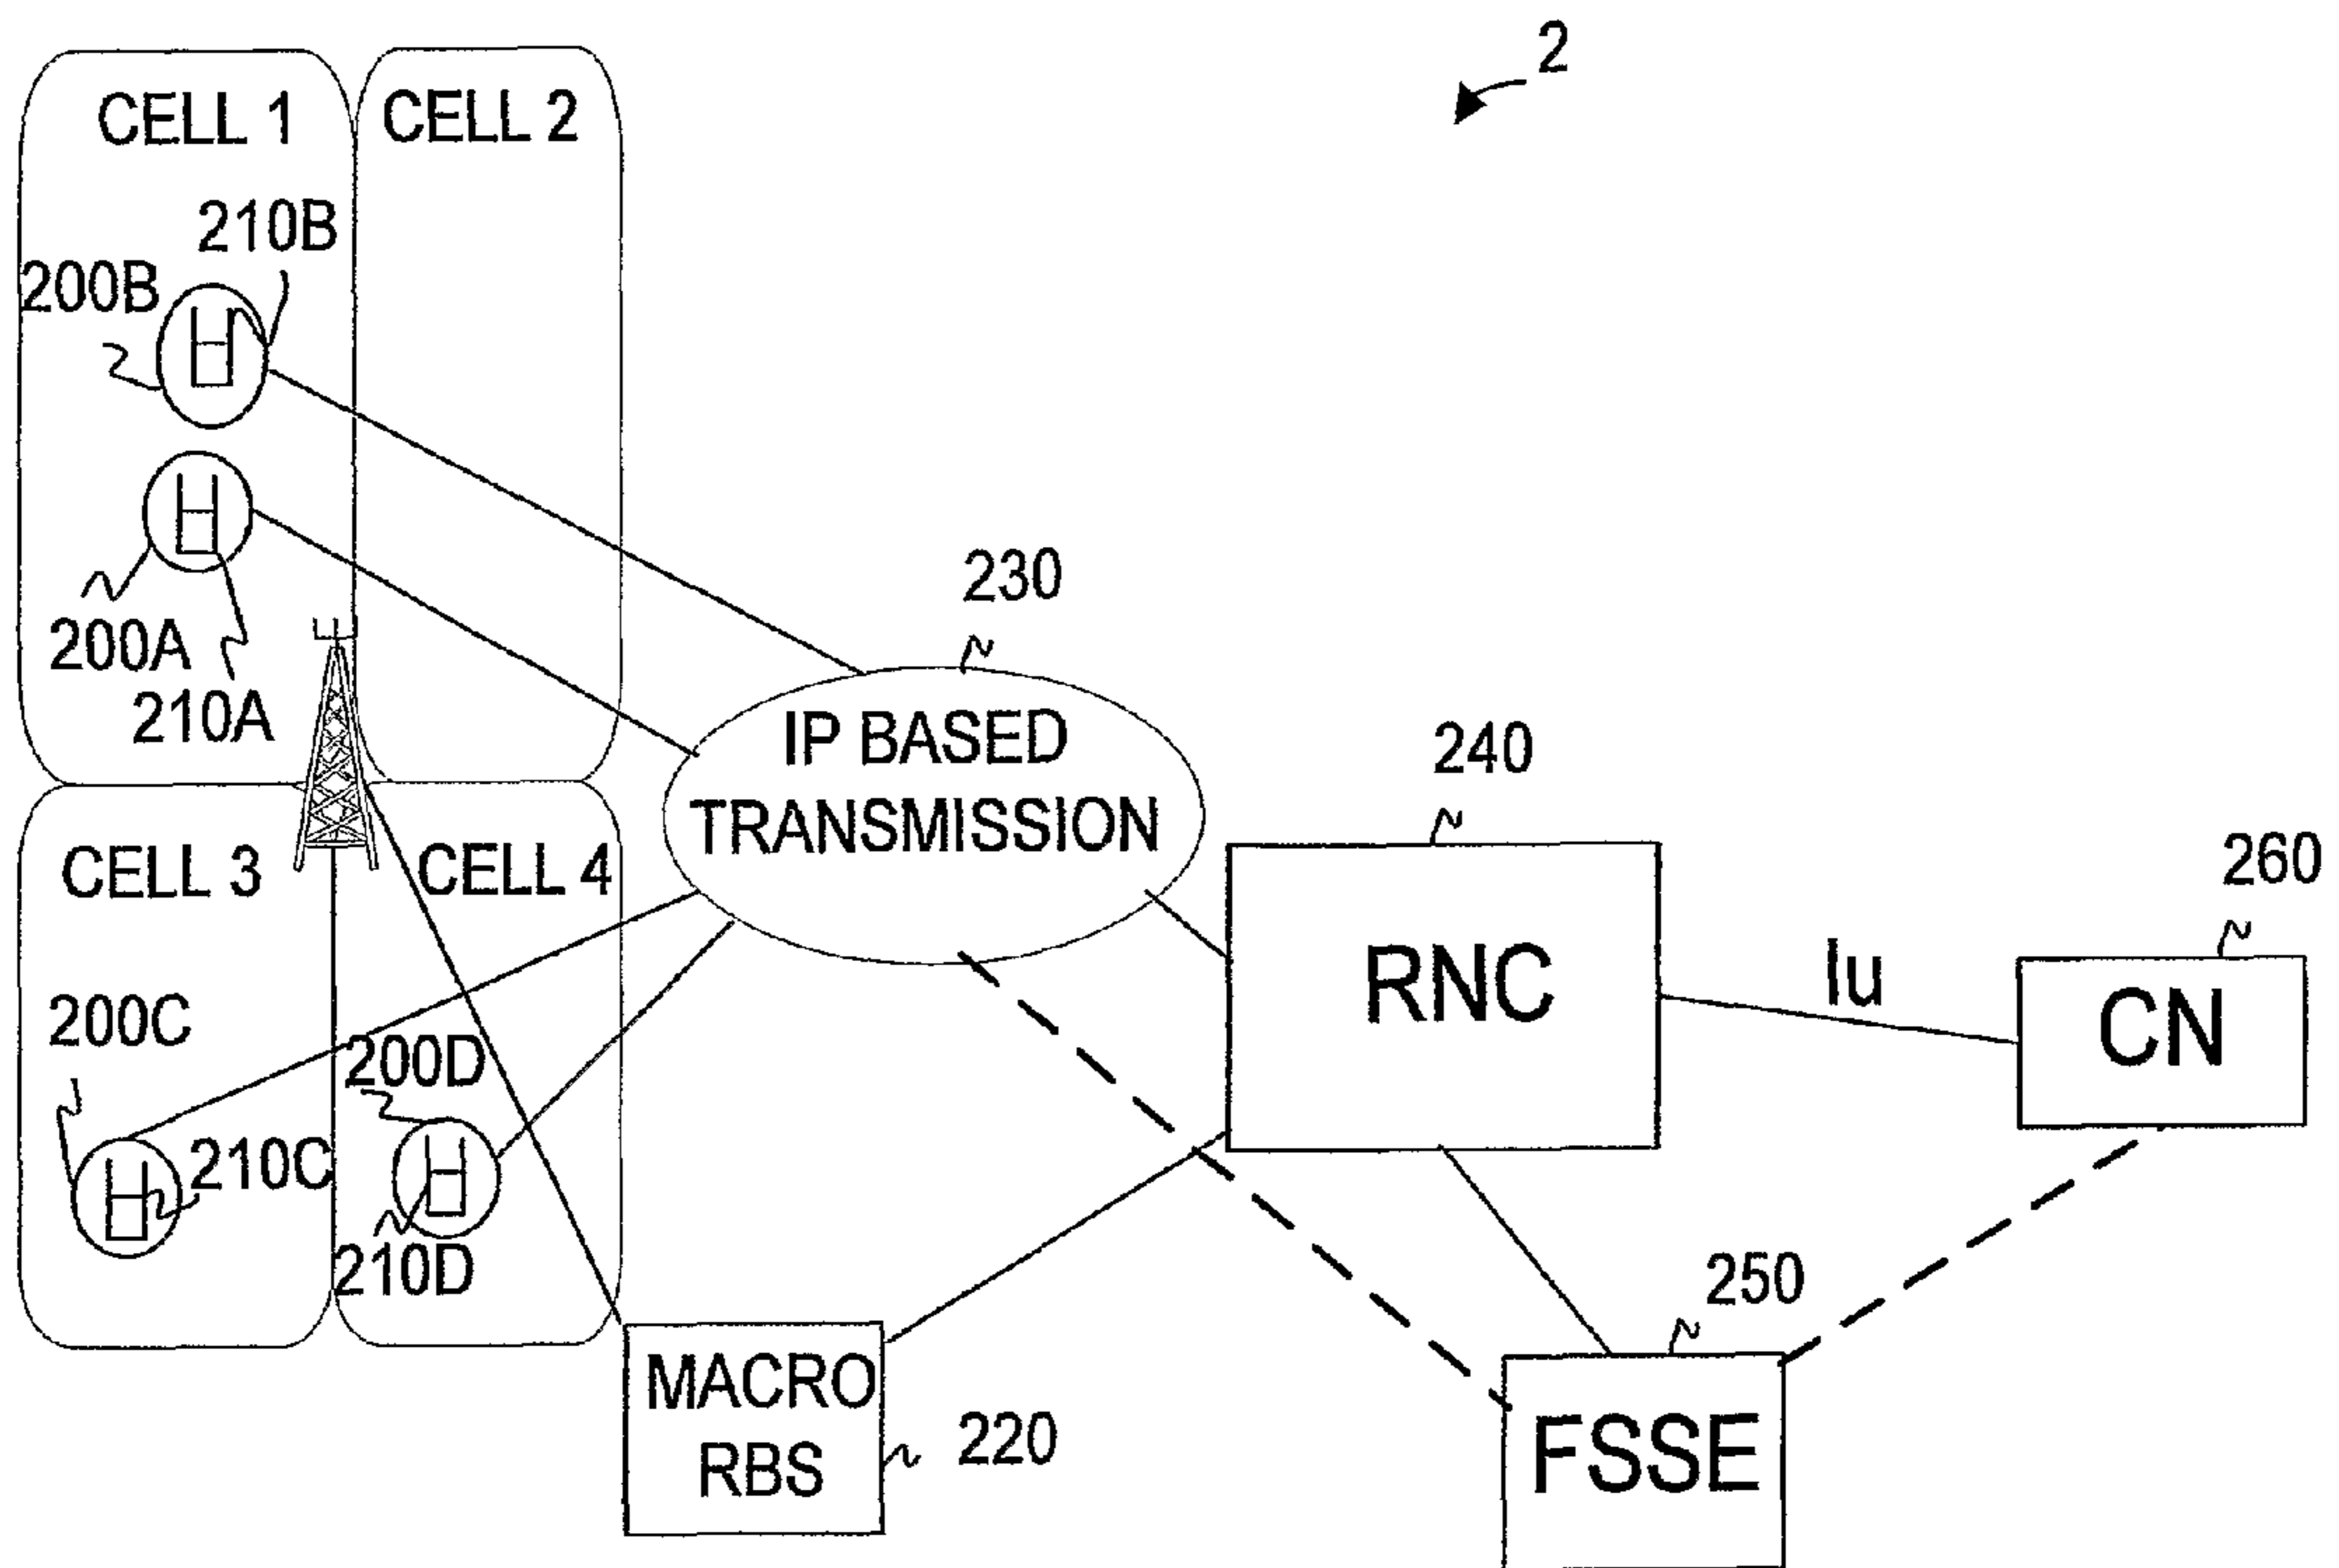 2
CELL 1
CELL 2
210B
200B
200A
210A
230
IP BASED
TRANSMISSION
240
RNC
Iu
260
CN
CELL 3
CELL 4
200C
200D
210C
210D
MACRO
RBS
220
250
FSSE